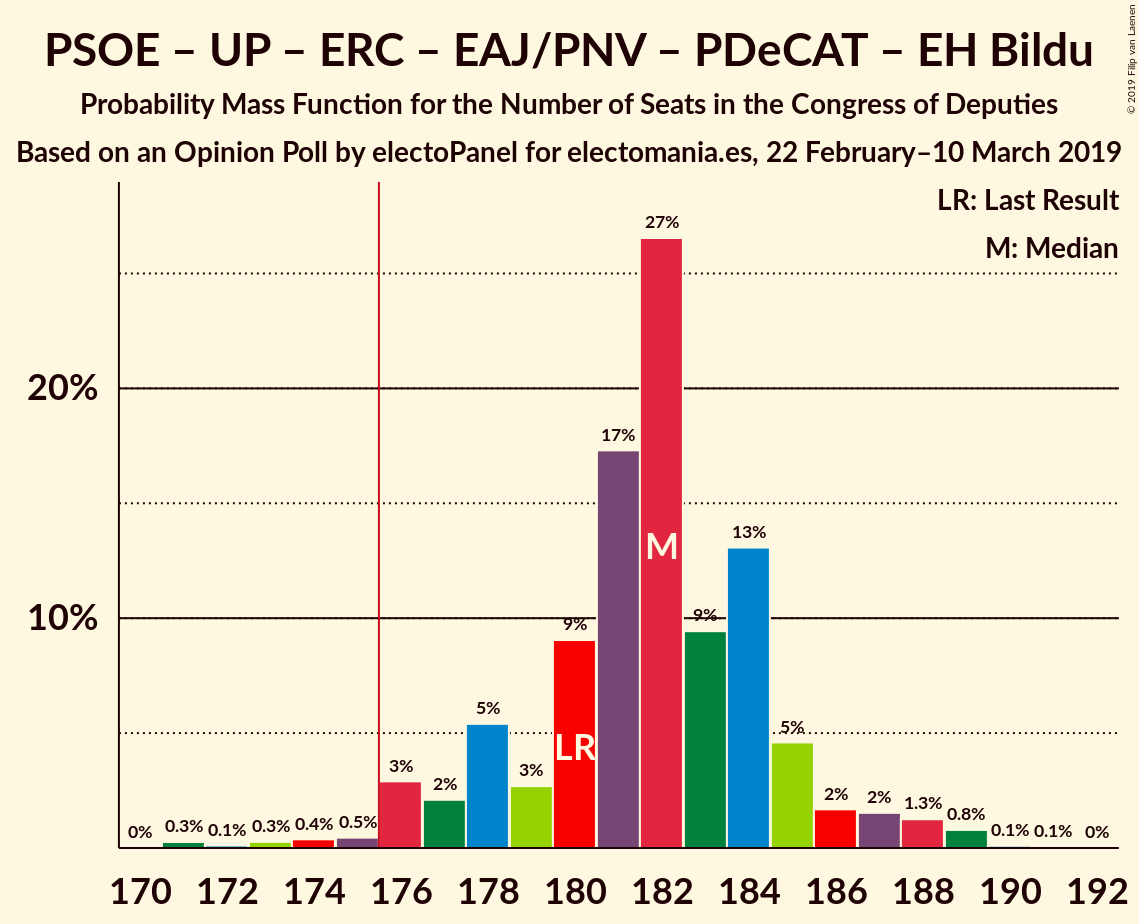 PSOE – UP – ERC – EAJ/PNV – PDeCAT – EH Bildu
Probability Mass Function for the Number of Seats in the Congress of Deputies
Based on an Opinion Poll by electoPanel for electomania.es, 22 February–10 March 2019
© 2019 Filip van Laenen
LR: Last Result
M: Median
20%
10%
0% 0.3% 0.1% 0.3% 0.4% 0.5% 3% 2% 5% 3% 9% 17% 27% 9% 13% 5% 2% 2% 1.3% 0.8% 0.1% 0.1% 0%
M
LR
170 172 174 176 178 180 182 184 186 188 190 192